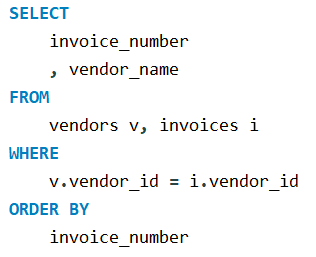 SELECT
invoice_number
, vendor_name
FROM
vendors v, invoices i
WHERE
v.vendor_id = i.vendor_id
ORDER BY
invoice_number